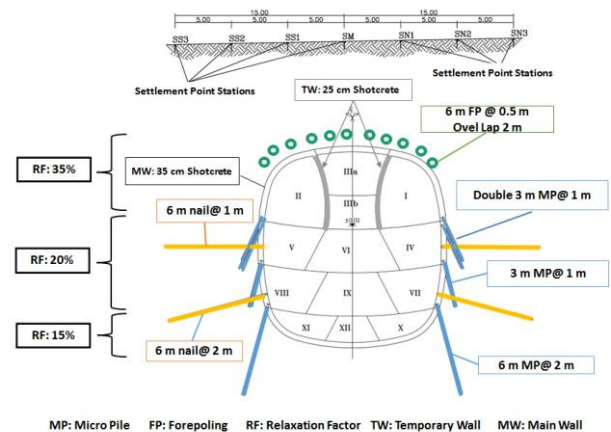 15.00 15.00
5.00 5.00 5.00 5.00 5.00 5.00
SS3 SS2 SS1 SM SN1 SN2 SN3
Settlement Point Stations
Settlement 2 Stations
TW: 25 cm Shotcrete
6 m FP @ 0.5 m
Ovel Lap 2 m
RF: 35%
MW: 35 cm Shotcrete
IIIa
II
I
IIIb
Double 3 m MP@ 1 m
6 m nail@ 1 m
±0.00
V VI IV
RF: 20%
3 m MP@ 1 m
VIII IX VII
RF: 15%
XI XII X
6 m nail@ 2 m
6 m MP@ 2 m
MP: Micro Pile FP: Forepoling RF: Relaxation Factor TW: Temporary Wall MW: Main Wall